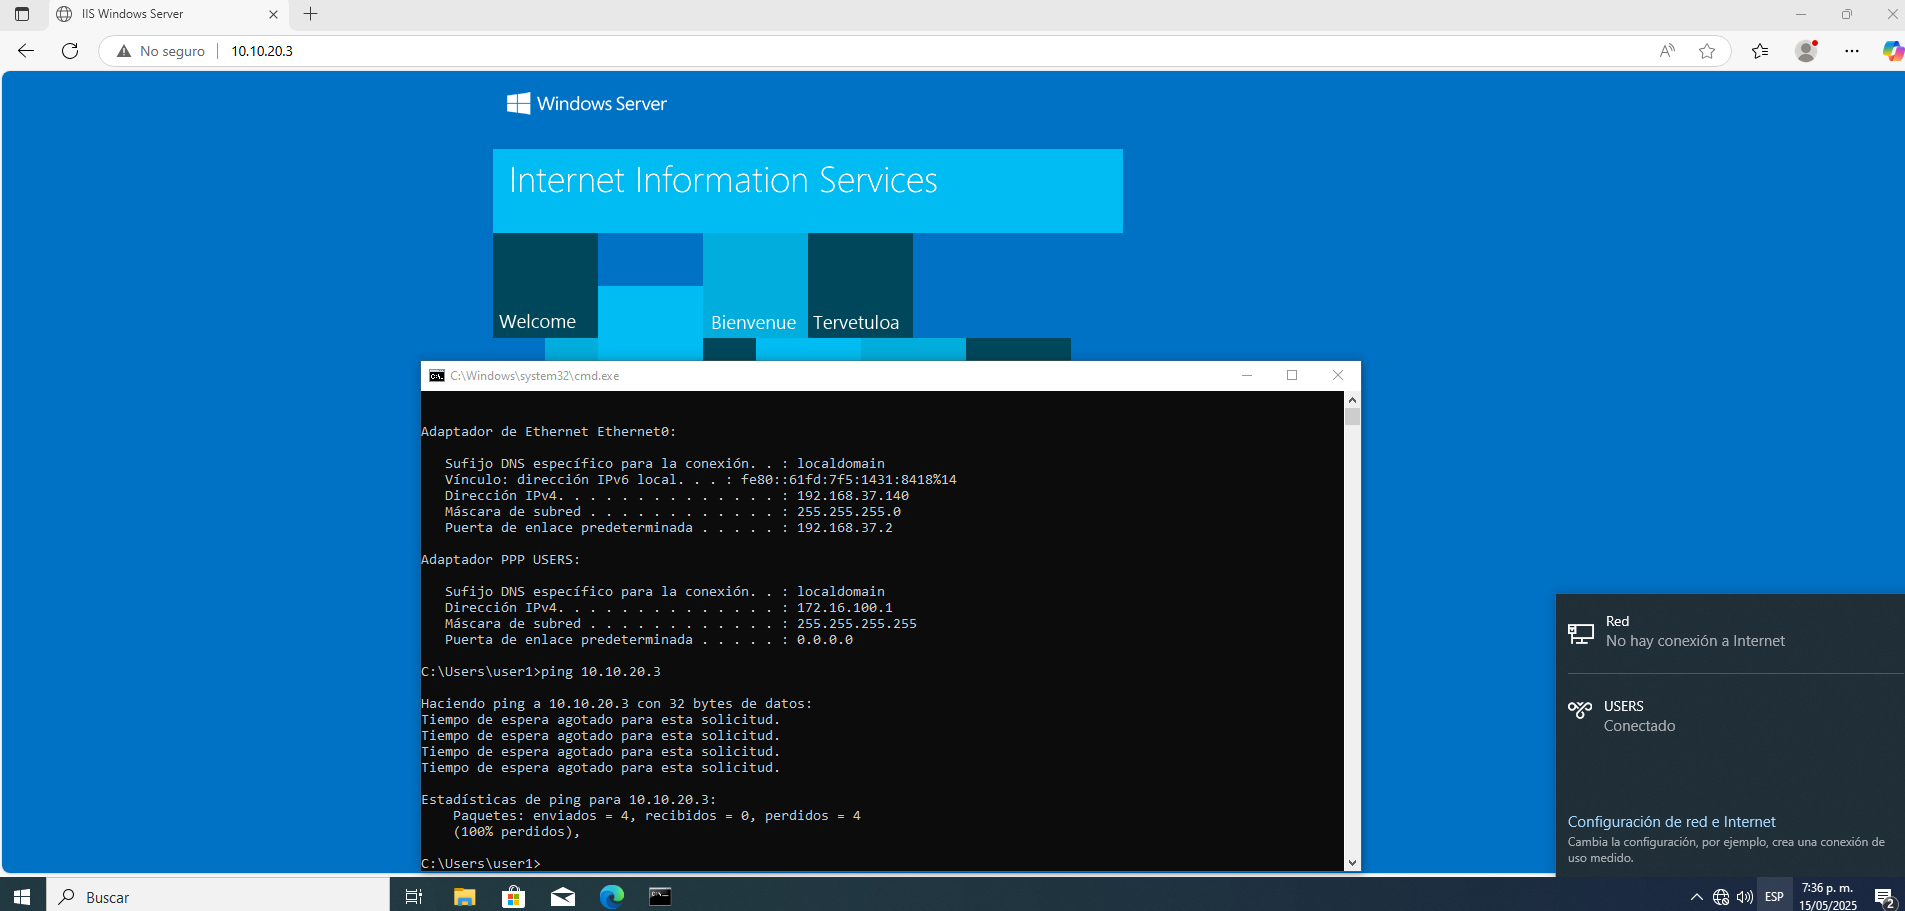 IIS Windows Server
No seguro
10.10.20.3
Windows Server
Internet Information Services
Welcome
Bienvenue
Tervetuloa
C:\Windows\system32\cmd.exe
Adaptador de Ethernet Ethernet0:
Sufijo DNS específico para la conexión. . : localdomain
Vínculo: dirección IPv6 local. . . : fe80::61fd:7f5:1431:8418%14
Dirección IPv4. . . . . . . . . . . . . . : 192.168.37.140
Máscara de subred . . . . . . . . . . . . : 255.255.255.0
Puerta de enlace predeterminada . . . . . : 192.168.37.2
Adaptador PPP USERS:
Sufijo DNS específico para la conexión. . : localdomain
Dirección IPv4. . . . . . . . . . . . . . : 172.16.100.1
Máscara de subred . . . . . . . . . . . . : 255.255.255.255
Puerta de enlace predeterminada . . . . . : 0.0.0.0
C:\Users\user1>ping 10.10.20.3
Haciendo ping a 10.10.20.3 con 32 bytes de datos:
Tiempo de espera agotado para esta solicitud.
Tiempo de espera agotado para esta solicitud.
Tiempo de espera agotado para esta solicitud.
Tiempo de espera agotado para esta solicitud.
Estadísticas de ping para 10.10.20.3:
Paquetes: enviados = 4, recibidos = 0, perdidos = 4
(100% perdidos),
C:\Users\user1>
Red
No hay conexión a Internet
USERS
Conectado
Configuración de red e Internet
Cambia la configuración, por ejemplo, crea una conexión de
uso medido.
Buscar
ESP
7:36 p. m.
15/05/2025
2